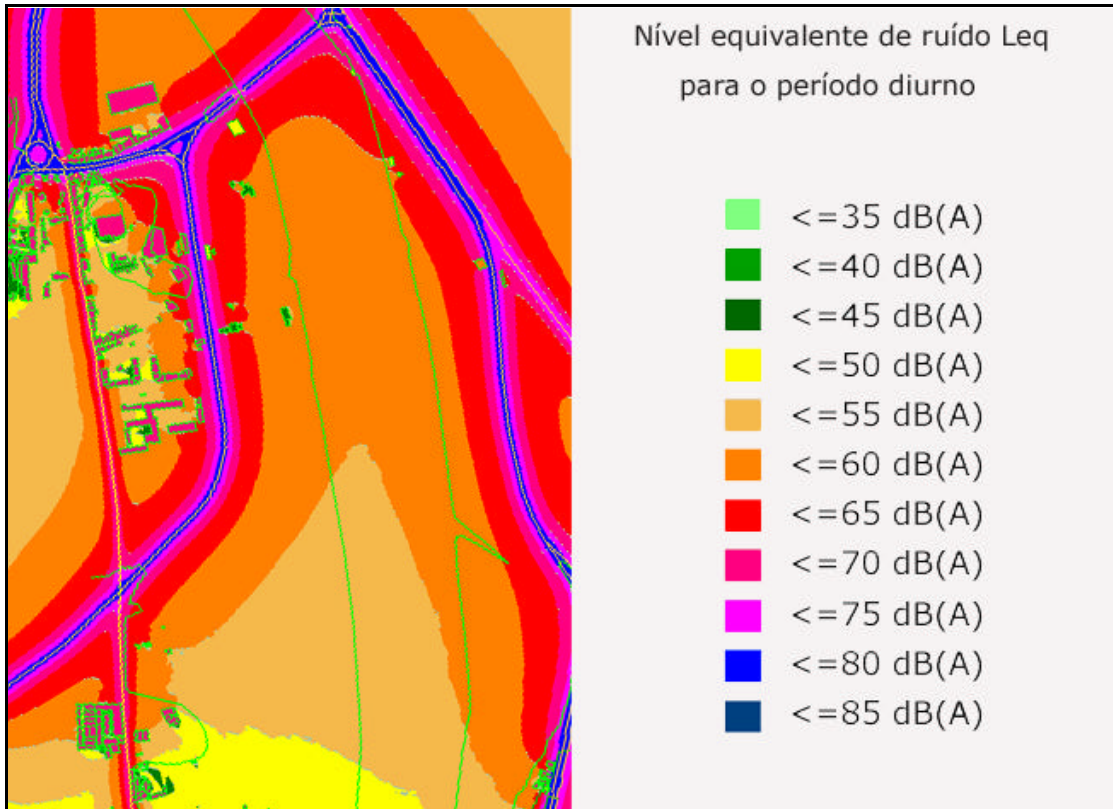 Nível equivalente de ruído Leq
para o período diurno
<=35 dB(A)
<=40 dB(A)
<=45 dB(A)
<=50 dB(A)
<=55 dB(A)
<=60 dB(A)
<=65 dB(A)
<=70 dB(A)
<=75 dB(A)
<=80 dB(A)
<=85 dB(A)